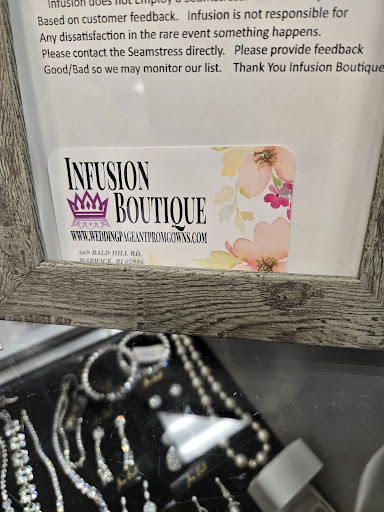 Infusion does not Employ a Seamstress.
Based on customer feedback. Infusion is not responsible for
Any dissatisfaction in the rare event something happens.
Please contact the Seamstress directly. Please provide feedback
Good/Bad so we may monitor our list. Thank You Infusion Boutique
INFUSION
BOUTIQUE
WWW.WEDDINGPAGEANTPROMGOWNS.COM
669 BALD HILL RD.
WARWICK, RI 02886